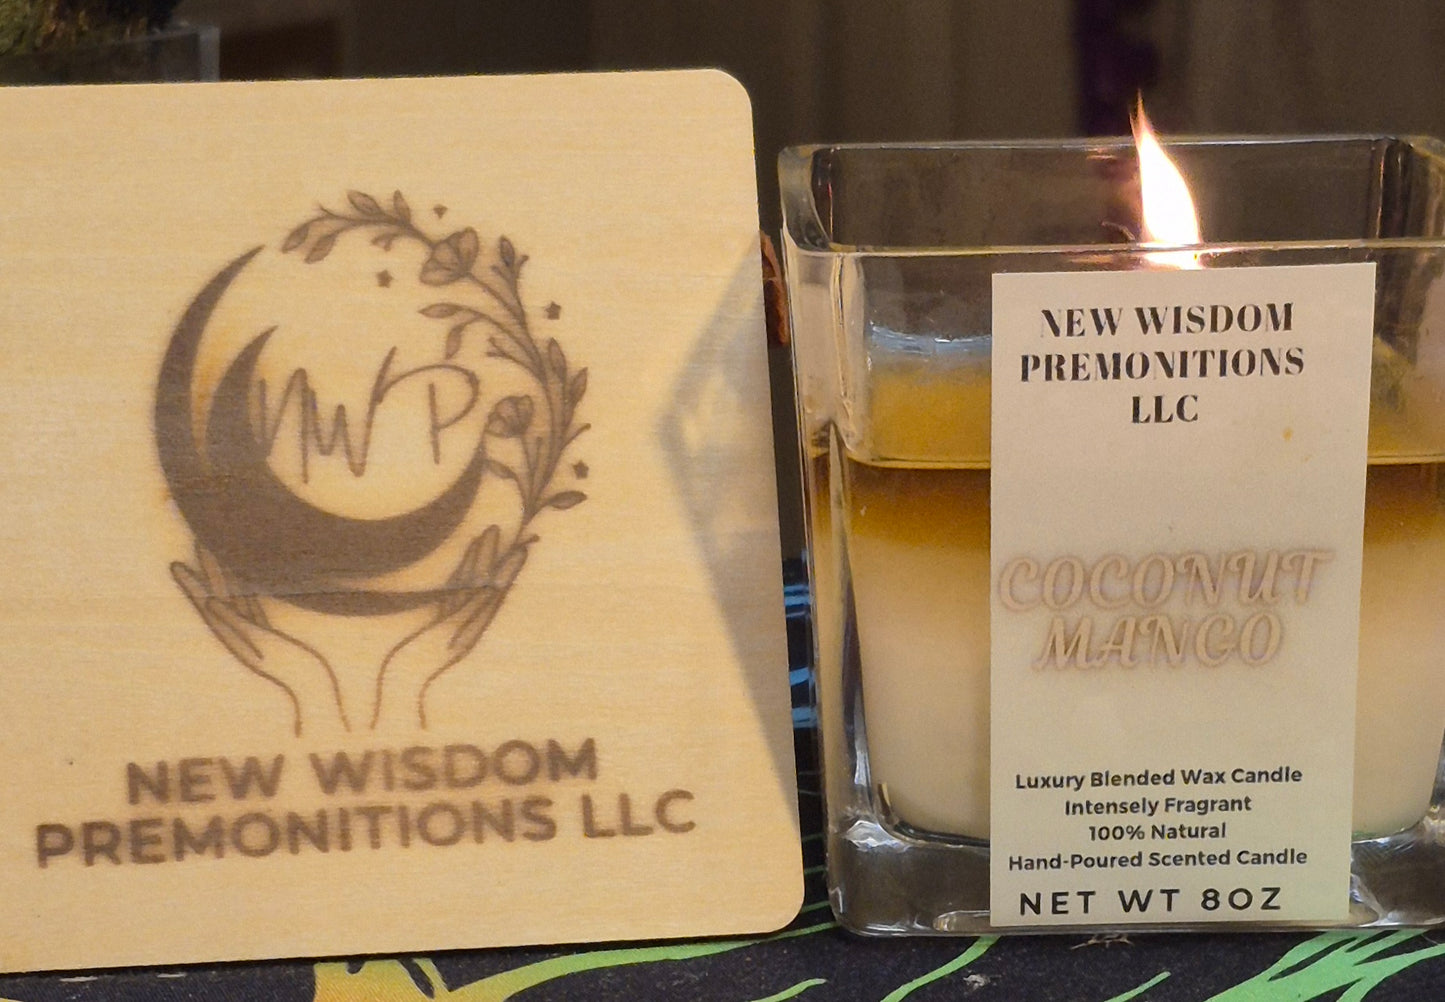 NWP
NEW WISDOM
PREMONITIONS LLC
NEW WISDOM
PREMONITIONS
LLC
COCONUT
MANGO
Luxury Blended Wax Candle
Intensely Fragrant
100% Natural
Hand-Poured Scented Candle
NET WT 8OZ